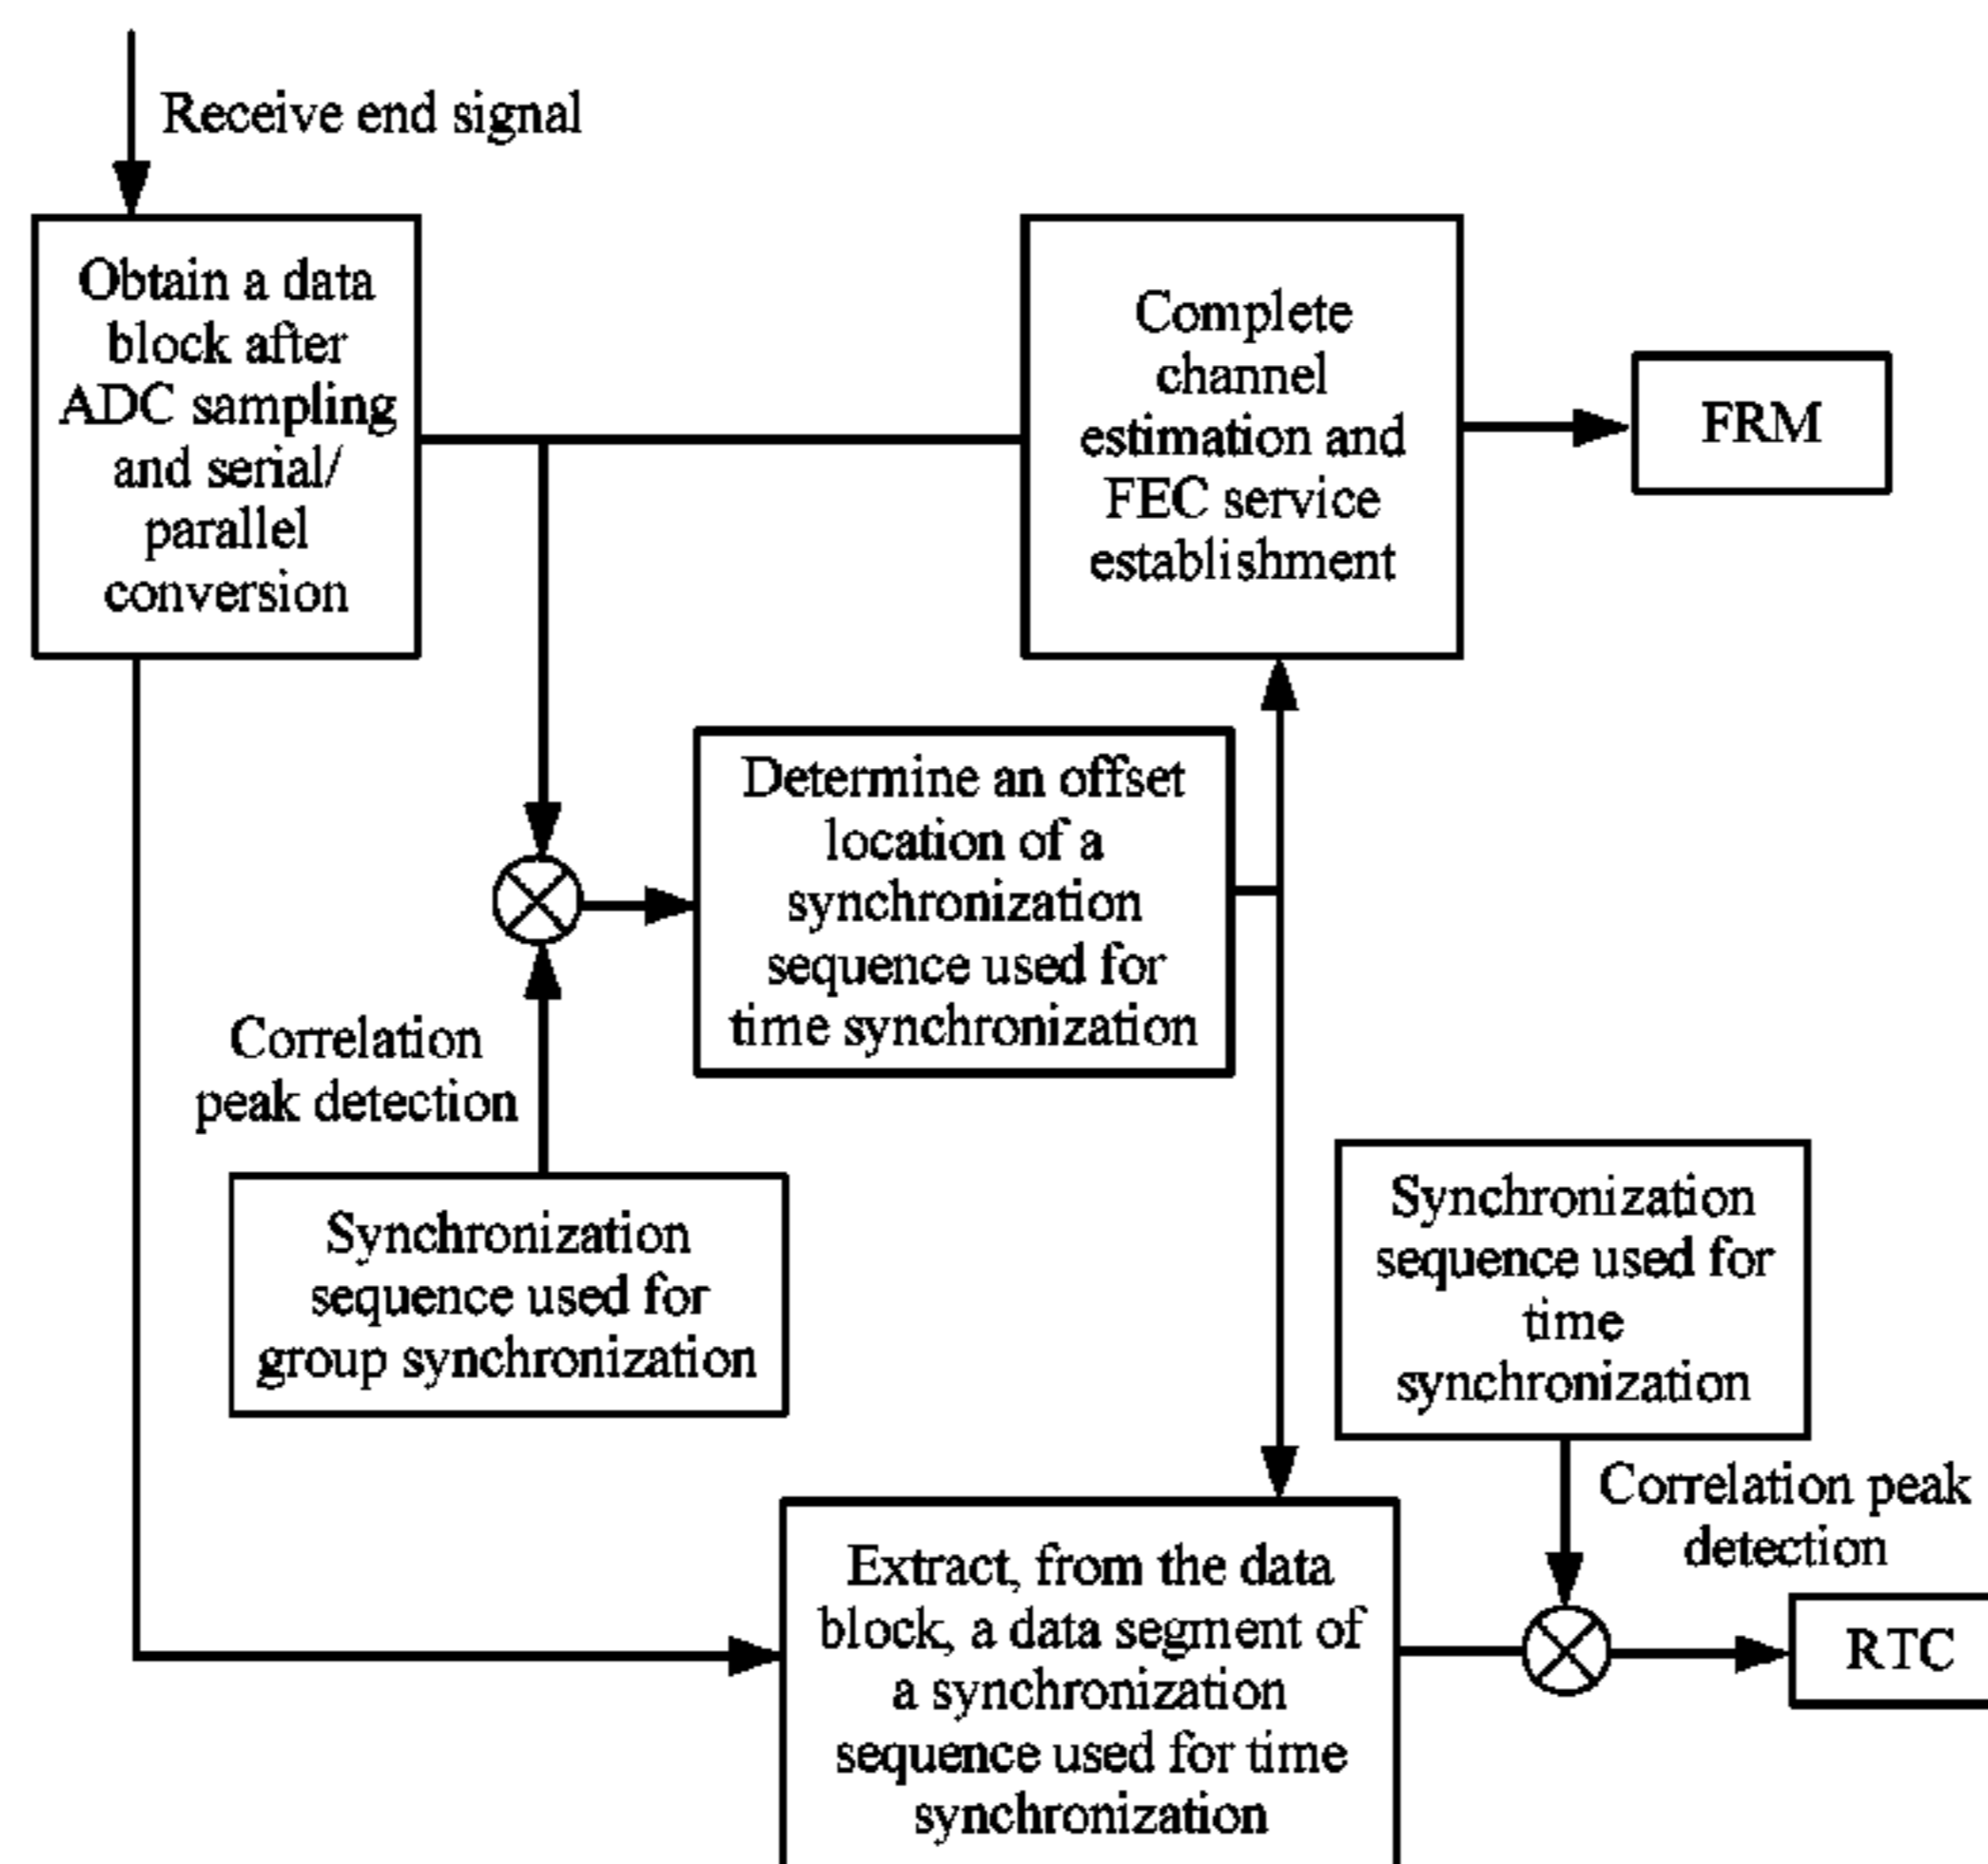 Receive end signal
Obtain a data
block after
ADC sampling
and serial/
parallel
conversion
Complete
channel
estimation and
FEC service
establishment
FRM
Determine an offset
location of a
synchronization
sequence used for
time synchronization
Correlation
peak detection
Synchronization
sequence used for
group synchronization
Synchronization
sequence used for
time
synchronization
Correlation peak
detection
Extract, from the data
block, a data segment of
a synchronization
sequence used for time
synchronization
RTC